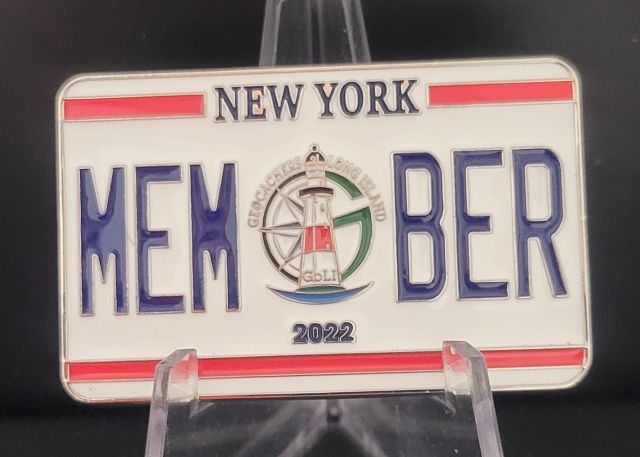 NEW YORK
GEOCACHERS of LONG ISLAND
MEM BER
GoLI
2022